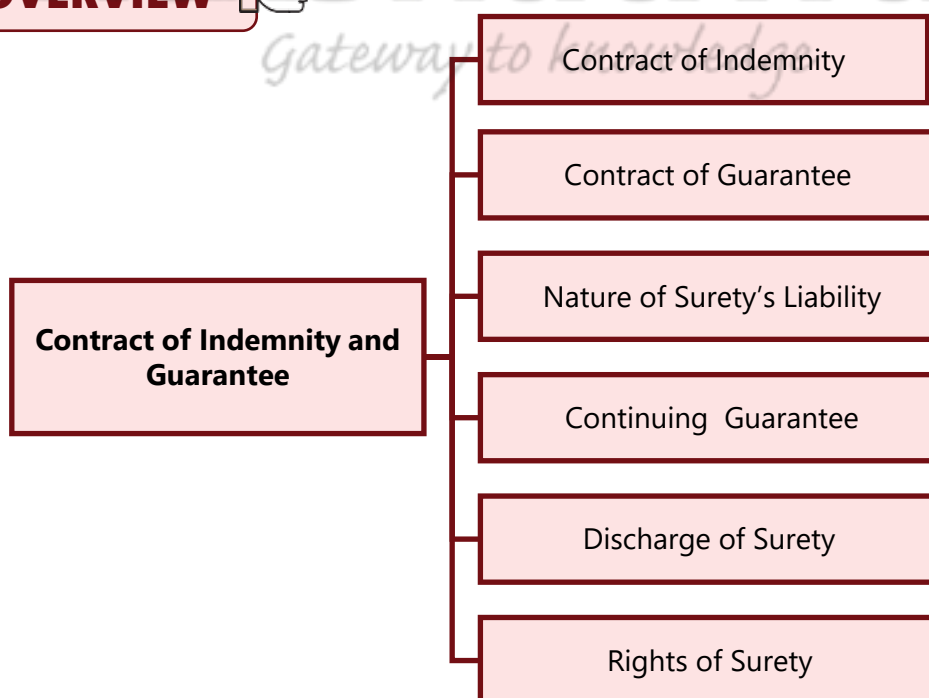 OVERVIEW
Gateway to knowledge
Contract of Indemnity
Contract of Guarantee
Nature of Surety's Liability
Contract of Indemnity and
Guarantee
Continuing Guarantee
Discharge of Surety
Rights of Surety